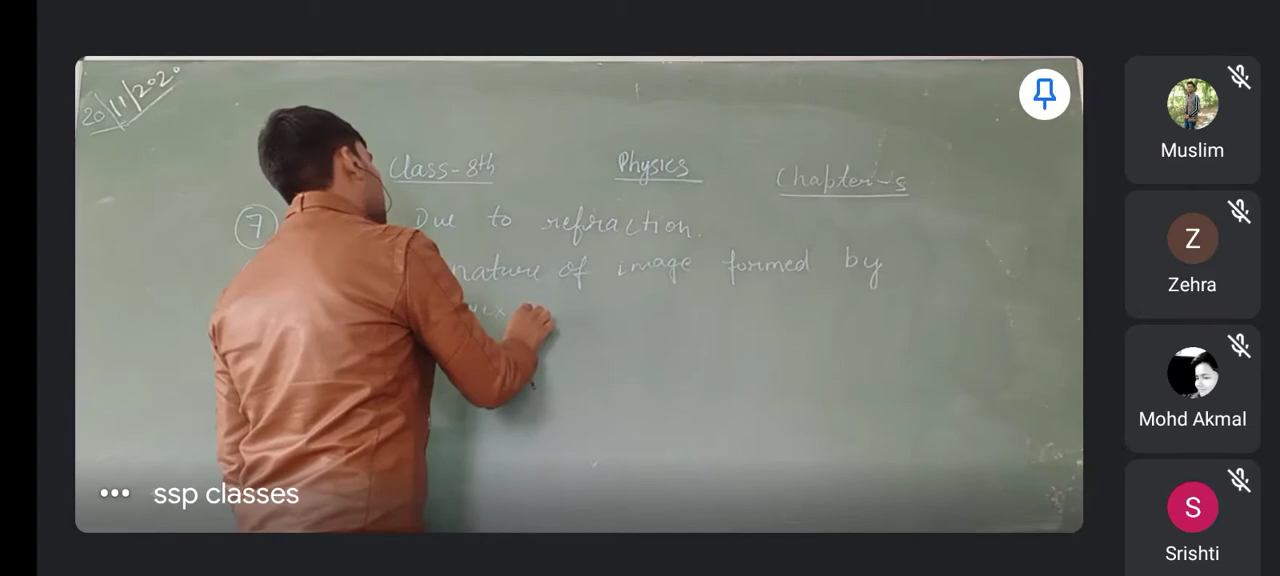 20/11/2020
Class-8th Physics Chapter-5
7 Due to refraction.
nature of image formed by
ssp classes
Muslim
Z
Zehra
Mohd Akmal
S
Srishti